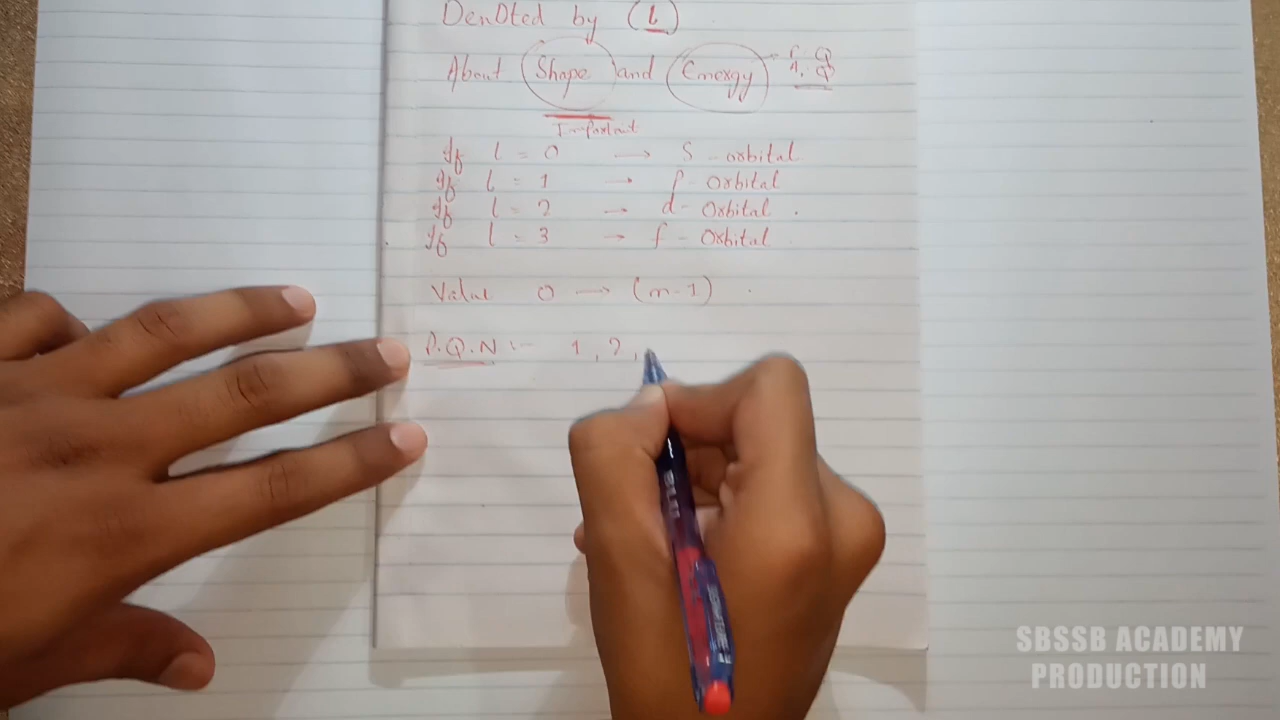 Denoted by (l)
About Shape and Energy P. Q
A. Q
Important
If l = 0 → S - orbital
If l = 1 → p - Orbital
If l = 2 → d - Orbital .
If l = 3 → f - Orbital
Value 0 → (n-1)
P.Q.N :- 1, 2,
SBSSB ACADEMY
PRODUCTION